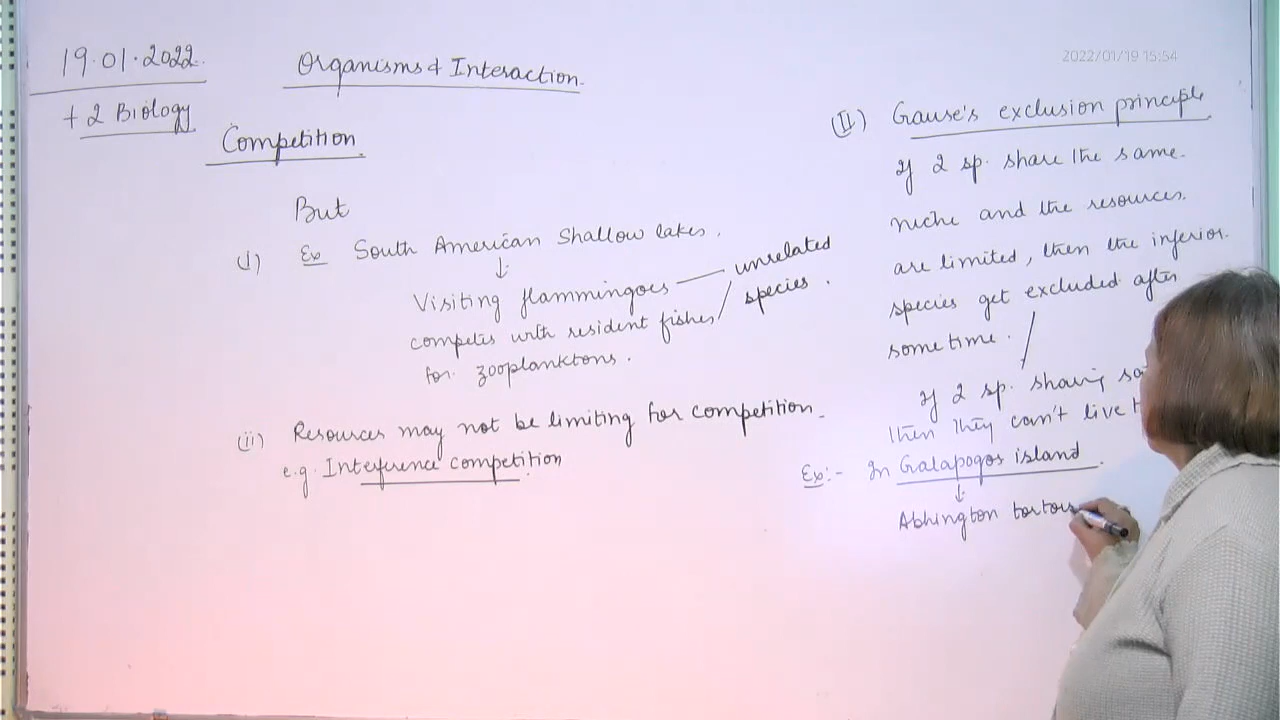 19.01.2022.
+ 2 Biology
Organisms & Interaction.
Competition
But
(I) Ex South American Shallow lakes.
↓
Visiting flammingoes — unrelated
competes with resident fishes / species.
for zooplanktons.
(ii) Resources may not be limiting for competition.
e.g. Interference competition
2022/01/19 15:54
(II) Gause's exclusion principle
If 2 sp. share the same.
niche and the resources.
are limited, then the inferior.
species get excluded after
some time.
If 2 sp. sharing sa
then they can't live t
Ex:- In Galapogos island.
↓
Abhington tortois